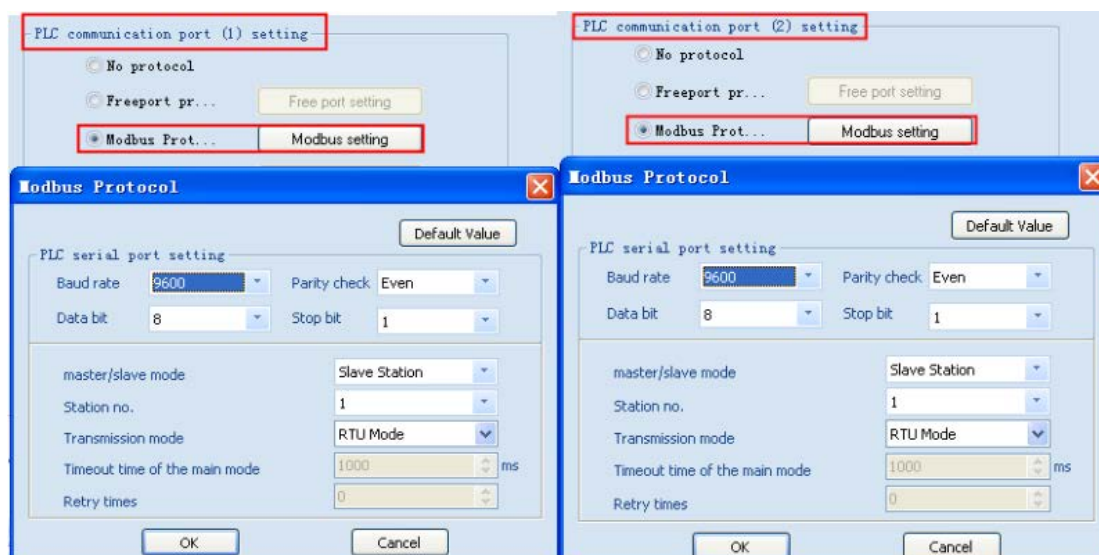 PLC communication port (1) setting
No protocol
Freeport pr...
Free port setting
Modbus Prot...
Modbus setting
Modbus Protocol
Default Value
PLC serial port setting
Baud rate 9600 Parity check Even
Data bit 8 Stop bit 1
master/slave mode Slave Station
Station no. 1
Transmission mode RTU Mode
Timeout time of the main mode 1000 ms
Retry times 0
OK Cancel
PLC communication port (2) setting
No protocol
Freeport pr...
Free port setting
Modbus Prot...
Modbus setting
Modbus Protocol
Default Value
PLC serial port setting
Baud rate 9600 Parity check Even
Data bit 8 Stop bit 1
master/slave mode Slave Station
Station no. 1
Transmission mode RTU Mode
Timeout time of the main mode 1000 ms
Retry times 0
OK Cancel